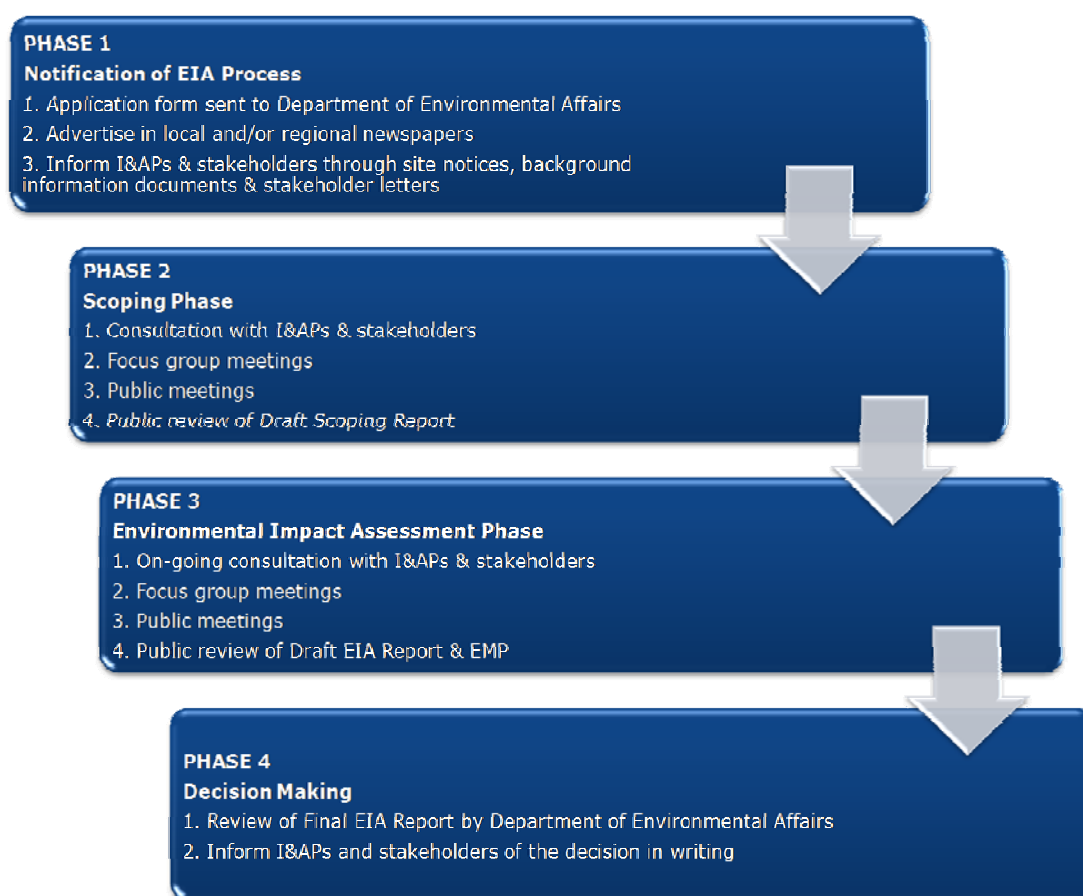 PHASE 1
Notification of EIA Process
1. Application form sent to Department of Environmental Affairs
2. Advertise in local and/or regional newspapers
3. Inform I&APs & stakeholders through site notices, background
information documents & stakeholder letters
PHASE 2
Scoping Phase
1. Consultation with I&APs & stakeholders
2. Focus group meetings
3. Public meetings
4. Public review of Draft Scoping Report
PHASE 3
Environmental Impact Assessment Phase
1. On-going consultation with I&APs & stakeholders
2. Focus group meetings
3. Public meetings
4. Public review of Draft EIA Report & EMP
PHASE 4
Decision Making
1. Review of Final EIA Report by Department of Environmental Affairs
2. Inform I&APs and stakeholders of the decision in writing